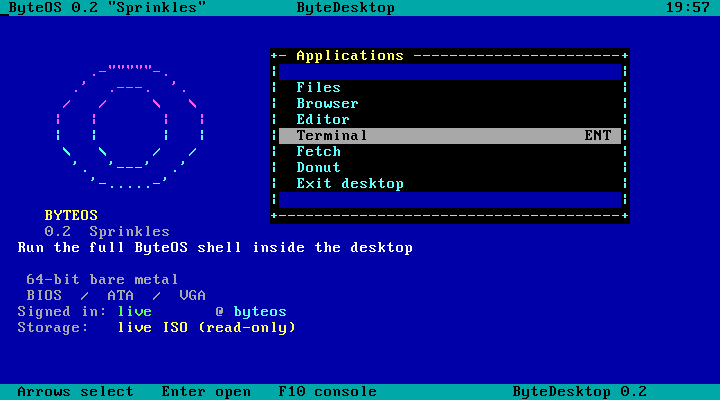 ByteOS 0.2 "Sprinkles" ByteDesktop 19:57
Applications
Files
Browser
Editor
Terminal ENT
Fetch
Donut
Exit desktop
BYTEOS
0.2 Sprinkles
Run the full ByteOS shell inside the desktop
64-bit bare metal
BIOS / ATA / VGA
Signed in: live @ byteos
Storage: live ISO (read-only)
Arrows select Enter open F10 console ByteDesktop 0.2